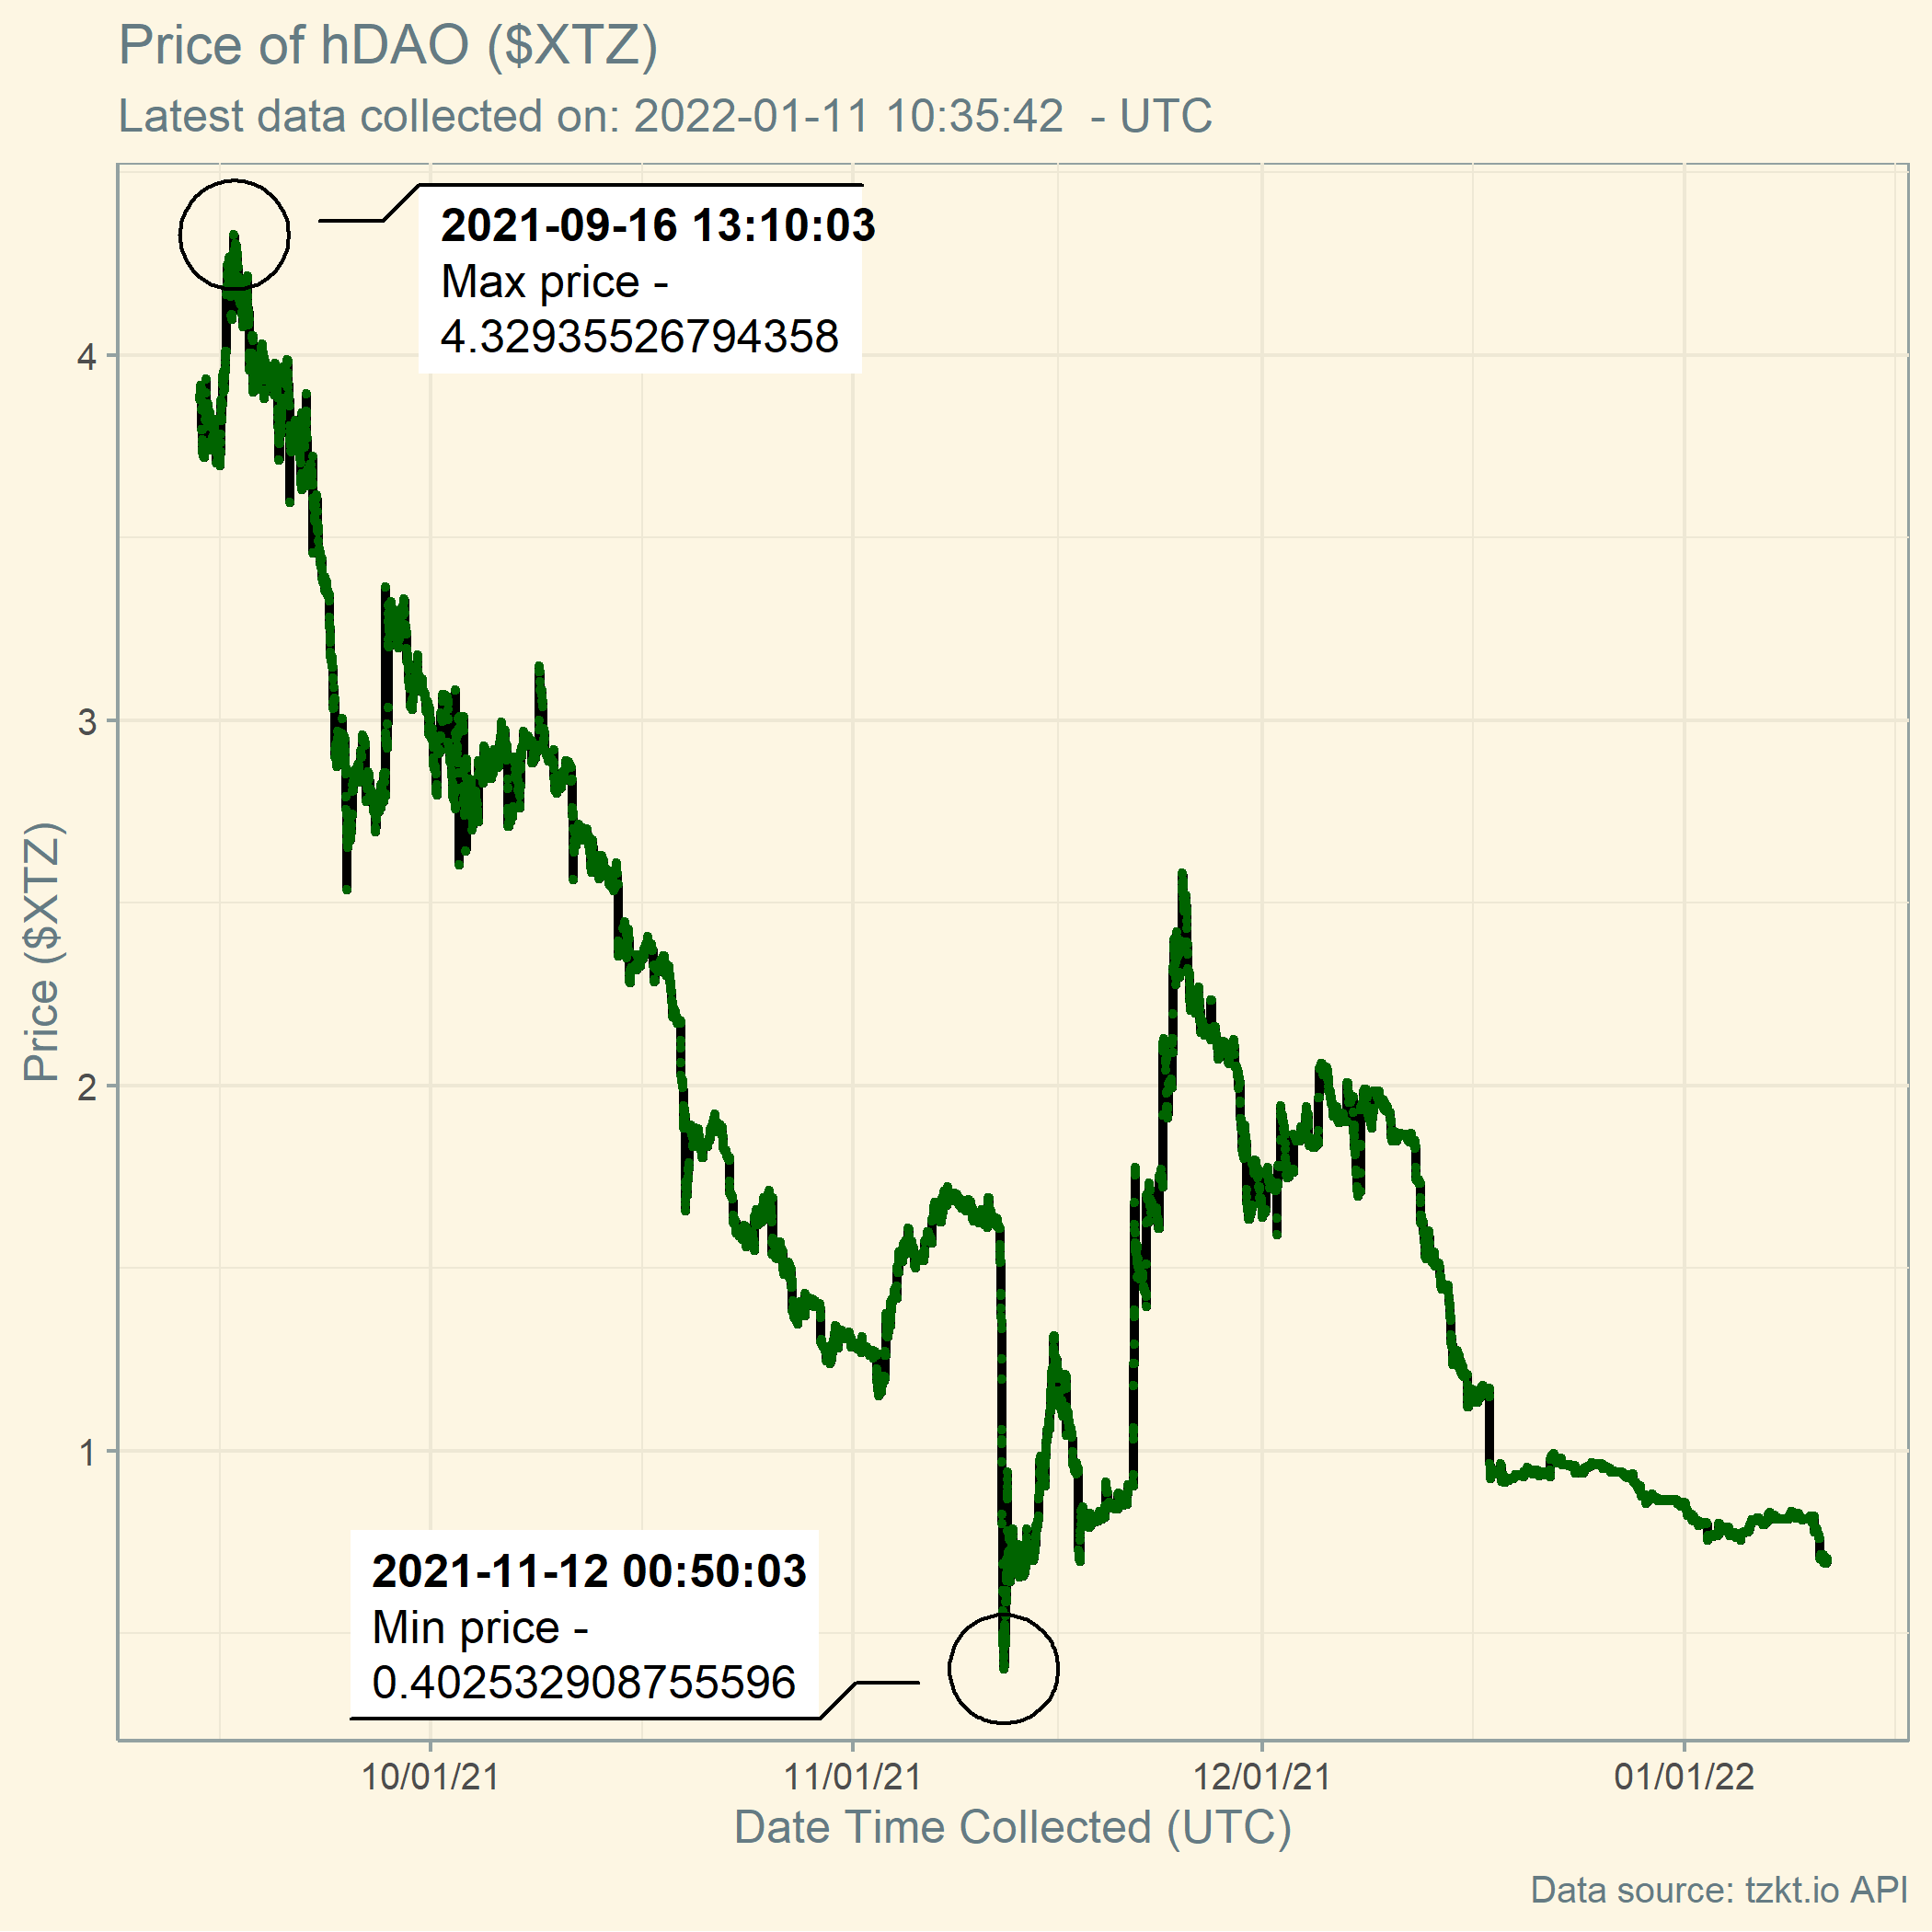 Price of hDAO ($XTZ)
Latest data collected on: 2022-01-11 10:35:42  - UTC
2021-09-16 13:10:03
Max price -
4.32935526794358
4
3
2
1
Price ($XTZ)
2021-11-12 00:50:03
Min price -
0.402532908755596
10/01/21
11/01/21
12/01/21
01/01/22
Date Time Collected (UTC)
Data source: tzkt.io API